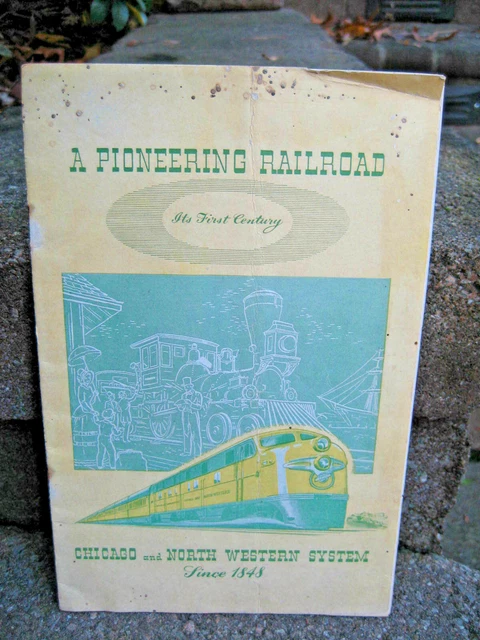 A PIONEERING RAILROAD
Its First Century
CHICAGO and NORTH WESTERN SYSTEM
Since 1848